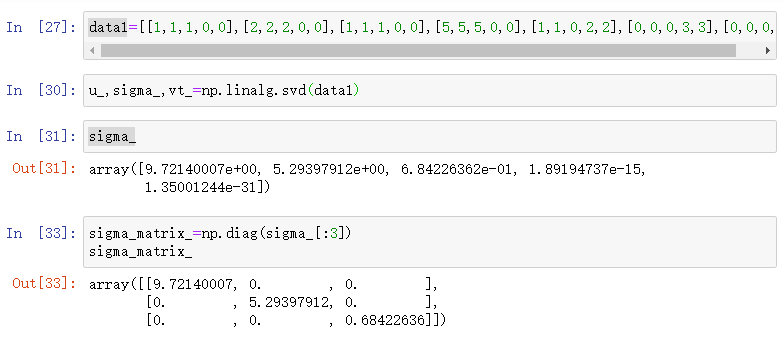 In [27]: data1=[[1,1,1,0,0],[2,2,2,0,0],[1,1,1,0,0],[5,5,5,0,0],[1,1,0,2,2],[0,0,0,3,3],[0,0,0,
In [30]: u_,sigma_,vt_=np.linalg.svd(data1)
In [31]: sigma_
Out[31]: array([9.72140007e+00, 5.29397912e+00, 6.84226362e-01, 1.89194737e-15,
1.35001244e-31])
In [33]: sigma_matrix_=np.diag(sigma_[:3])
sigma_matrix_
Out[33]: array([[9.72140007, 0.        , 0.        ],
[0.        , 5.29397912, 0.        ],
[0.        , 0.        , 0.68422636]])